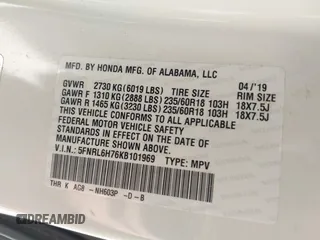 MFD. BY HONDA MFG. OF ALABAMA, LLC
04/'19
GVWR 2730 KG (6019 LBS) TIRE SIZE RIM SIZE
GAWR F 1310 KG (2888 LBS) 235/60R18 103H 18X7.5J
GAWR R 1465 KG (3230 LBS) 235/60R18 103H 18X7.5J
THIS VEHICLE CONFORMS TO ALL APPLICABLE
FEDERAL MOTOR VEHICLE SAFETY STANDARDS
IN EFFECT ON THE DATE OF
MANUFACTURE SHOWN ABOVE.
V.I.N.: 5FNRL6H76KB101969 TYPE: MPV
THR K AG8 -NH603P -D -B
© DREAMBID